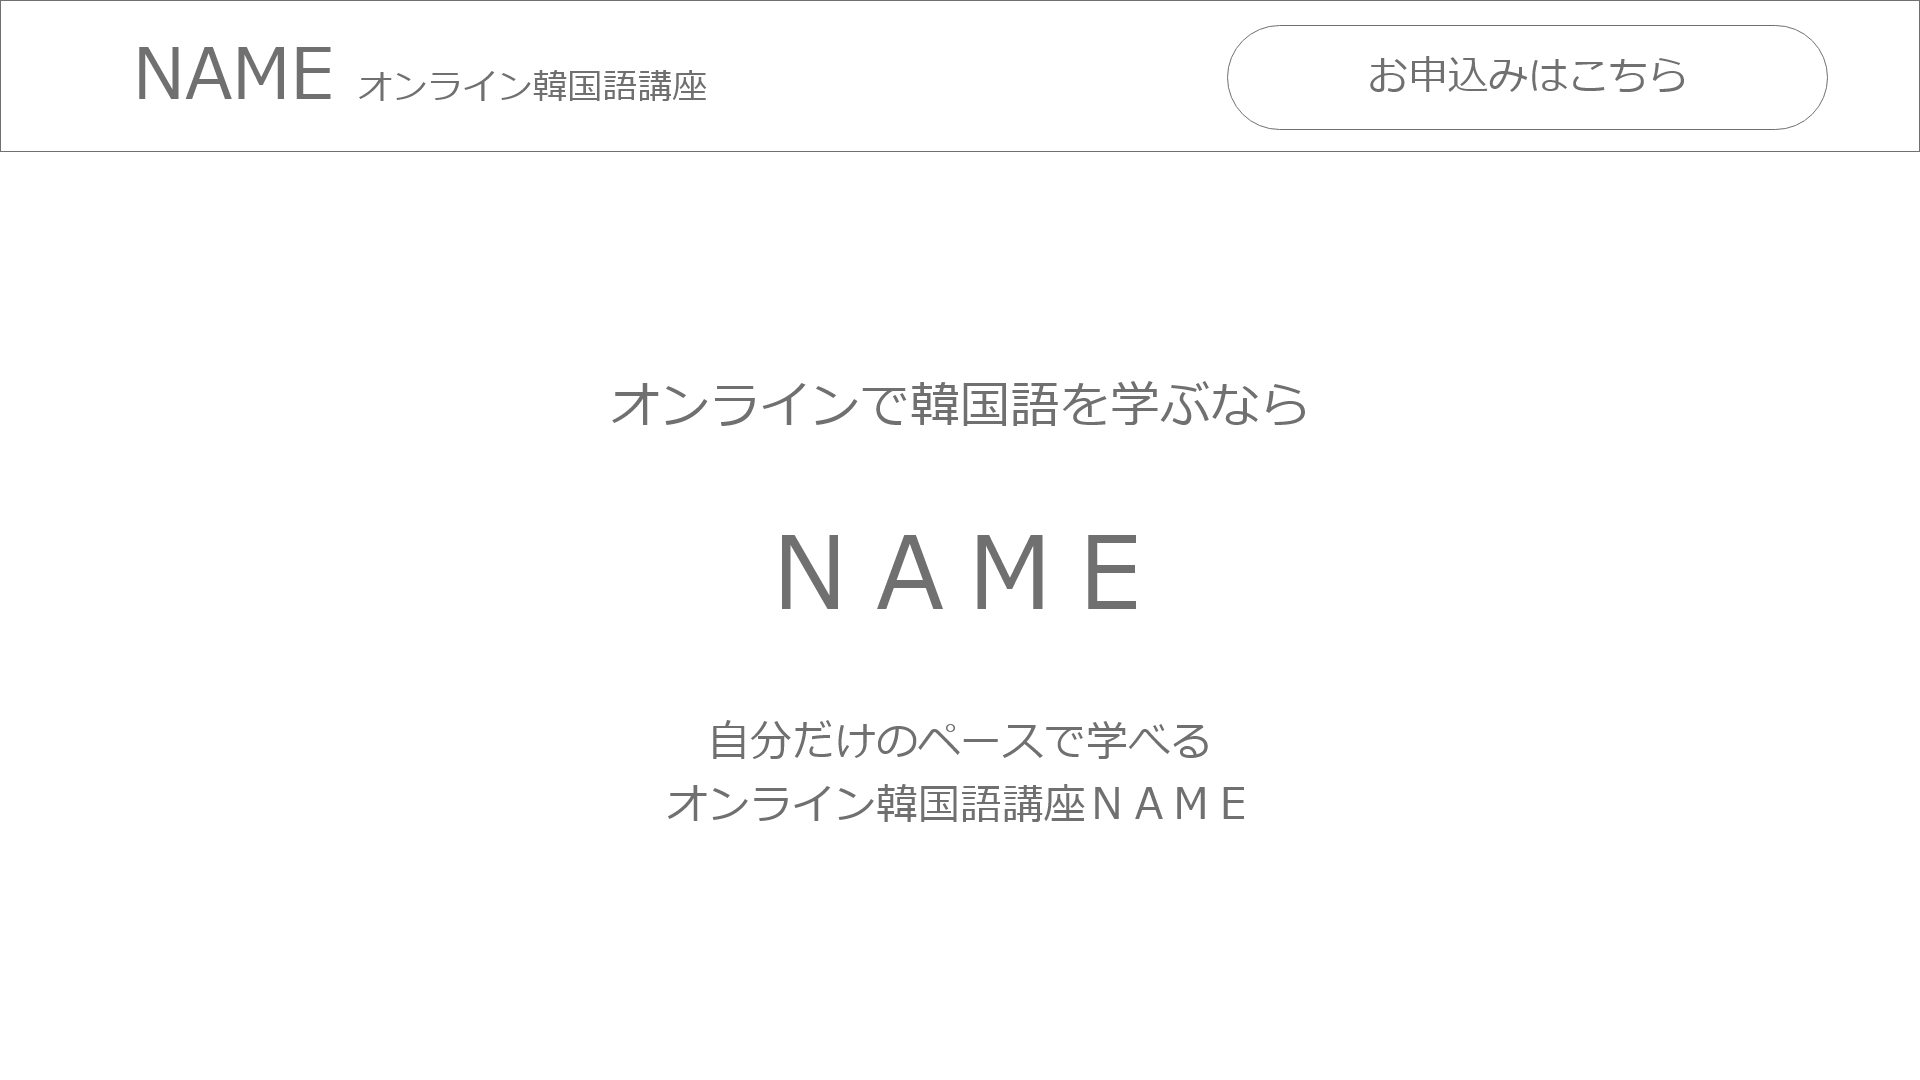 NAME オンライン韓国語講座
お申込みはこちら
オンラインで韓国語を学ぶなら
ＮＡＭＥ
自分だけのペースで学べる
オンライン韓国語講座ＮＡＭＥ